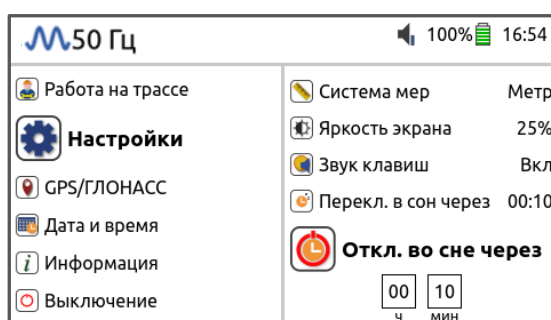 50 Гц
100% 16:54
Работа на трассе
Настройки
GPS/ГЛОНАСС
Дата и время
Информация
Выключение
Система мер Метр
Яркость экрана 25%
Звук клавиш Вкл
Перекл. в сон через 00:10
Откл. во сне через
00 10
ч мин